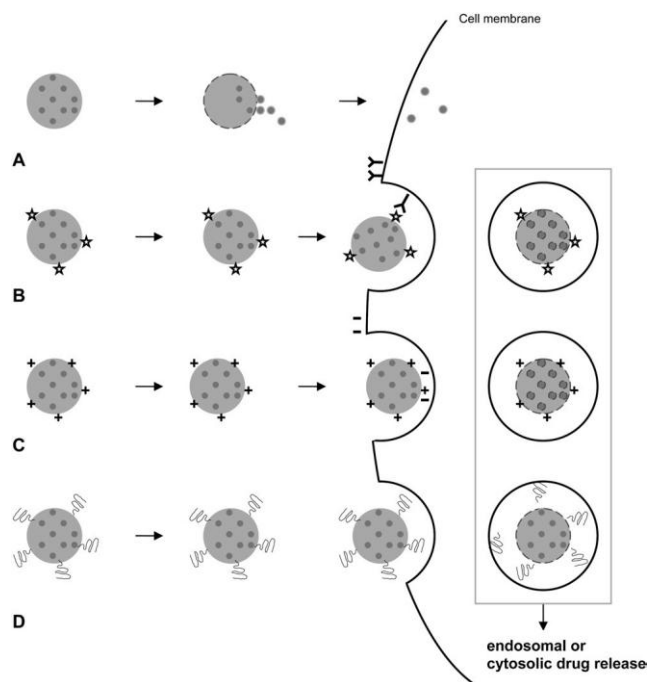 Cell membrane
A
B
C
D
endosomal or
cytosolic drug release